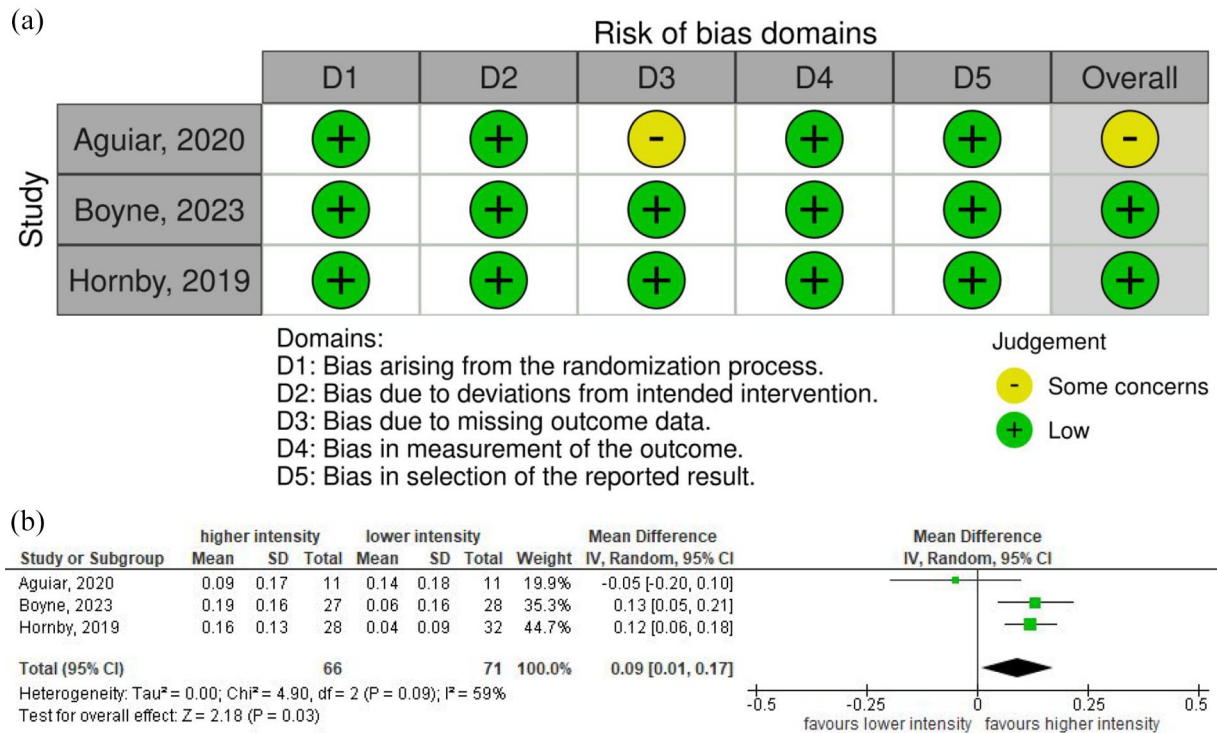 (a)
Risk of bias domains
D1 D2 D3 D4 D5 Overall
Study
Aguiar, 2020 + + - + + -
Boyne, 2023 + + + + + +
Hornby, 2019 + + + + + +
Domains:
D1: Bias arising from the randomization process.
D2: Bias due to deviations from intended intervention.
D3: Bias due to missing outcome data.
D4: Bias in measurement of the outcome.
D5: Bias in selection of the reported result.
Judgement
- Some concerns
+ Low
(b)
higher intensity lower intensity Mean Difference Mean Difference
Study or Subgroup Mean SD Total Mean SD Total Weight IV, Random, 95% CI IV, Random, 95% CI
Aguiar, 2020 0.09 0.17 11 0.14 0.18 11 19.9% -0.05 [-0.20, 0.10]
Boyne, 2023 0.19 0.16 27 0.06 0.16 28 35.3% 0.13 [0.05, 0.21]
Hornby, 2019 0.16 0.13 28 0.04 0.09 32 44.7% 0.12 [0.06, 0.18]
Total (95% CI) 66 71 100.0% 0.09 [0.01, 0.17]
Heterogeneity: Tau² = 0.00; Chi² = 4.90, df = 2 (P = 0.09); I² = 59%
Test for overall effect: Z = 2.18 (P = 0.03)
-0.5 -0.25 0 0.25 0.5
favours lower intensity favours higher intensity